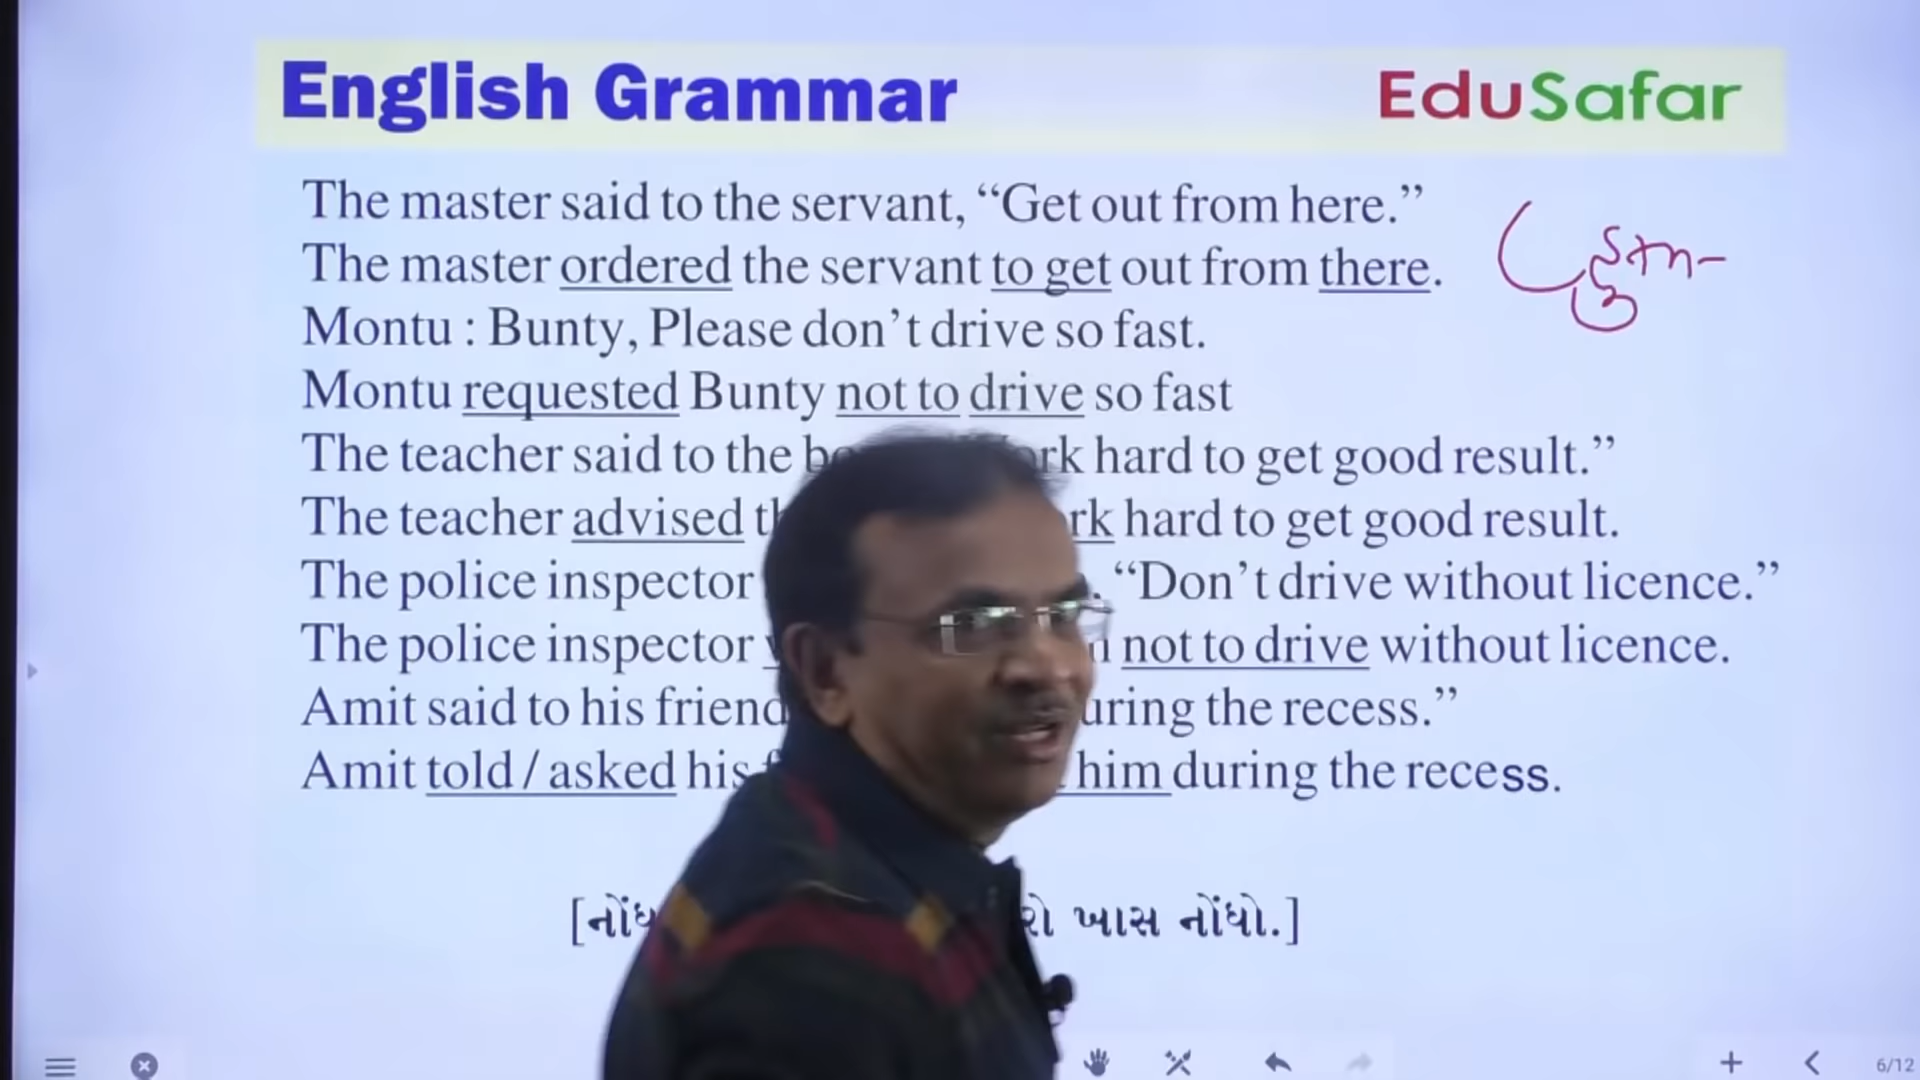 English Grammar EduSafar
The master said to the servant, “Get out from here.”
The master ordered the servant to get out from there.
હુકમ
Montu : Bunty, Please don’t drive so fast.
Montu requested Bunty not to drive so fast
The teacher said to the hard to get good result.”
The teacher advised hard to get good result.
The police inspector “Don’t drive without licence.”
The police inspector not to drive without licence.
Amit said to his the recess.”
Amit told / asked his him during the recess.
[ ખાસ નોંધો.]
6/12